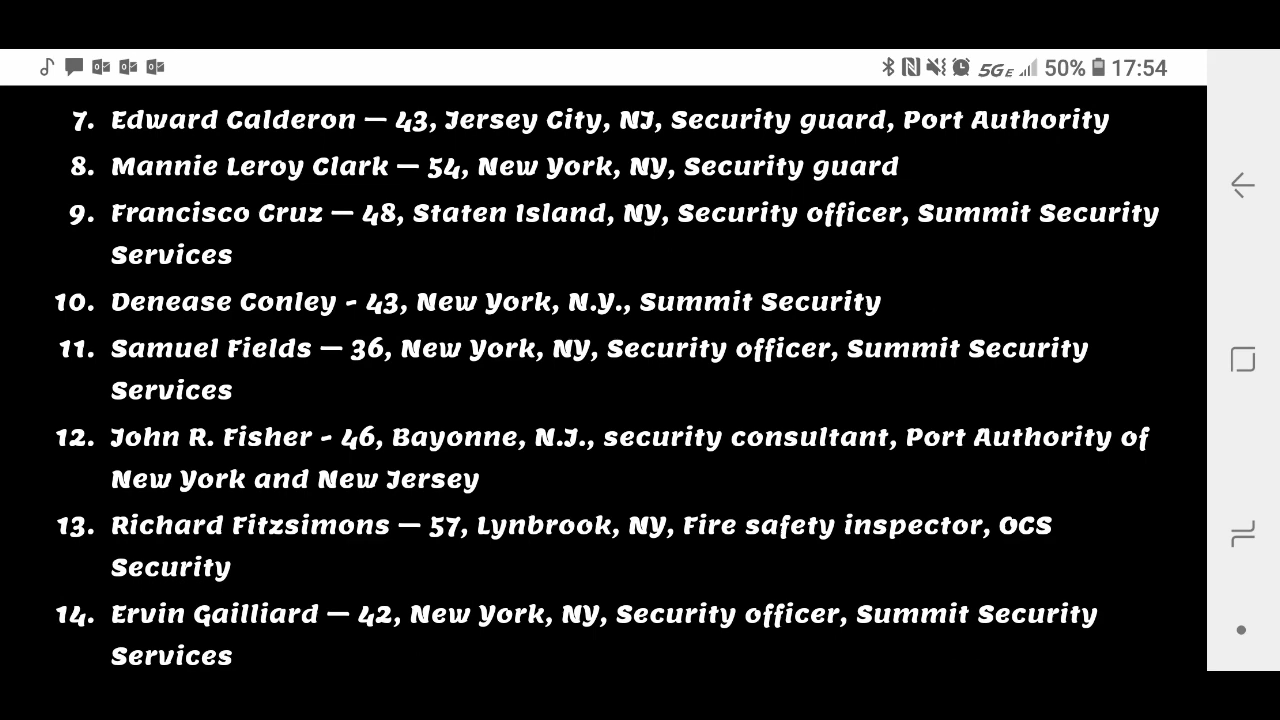 5GE 50% 17:54
7. Edward Calderon — 43, Jersey City, NJ, Security guard, Port Authority
8. Mannie Leroy Clark — 54, New York, NY, Security guard
9. Francisco Cruz — 48, Staten Island, NY, Security officer, Summit Security
Services
10. Denease Conley - 43, New York, N.Y., Summit Security
11. Samuel Fields — 36, New York, NY, Security officer, Summit Security
Services
12. John R. Fisher - 46, Bayonne, N.J., security consultant, Port Authority of
New York and New Jersey
13. Richard Fitzsimons — 57, Lynbrook, NY, Fire safety inspector, OCS
Security
14. Ervin Gailliard — 42, New York, NY, Security officer, Summit Security
Services